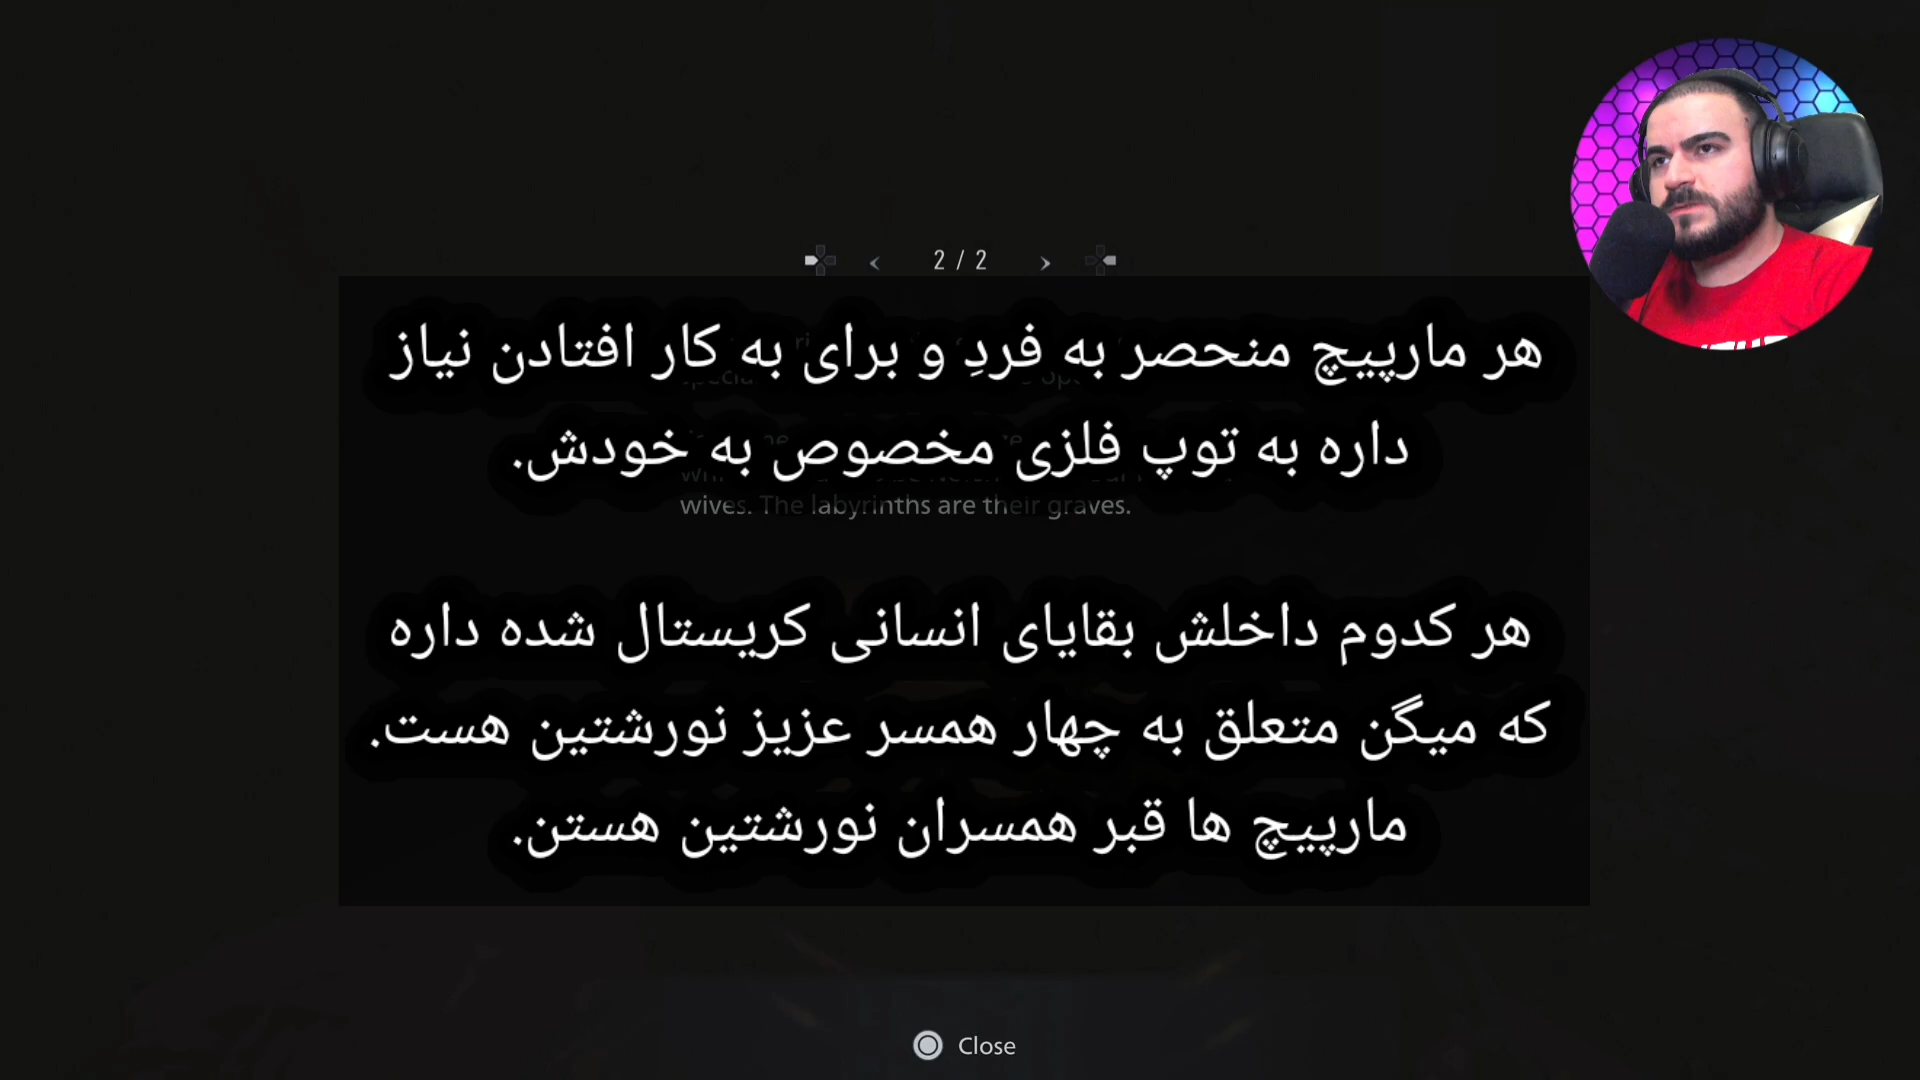 2 / 2
هر مارپیچ منحصر به فردِ و برای به کار افتادن نیاز
داره به توپ فلزی مخصوص به خودش.
wives. The labyrinths are their graves.
هر کدوم داخلش بقایای انسانی کریستال شده داره
که میگن متعلق به چهار همسر عزیز نورشتین هست.
مارپیچ ها قبر همسران نورشتین هستن.
Close